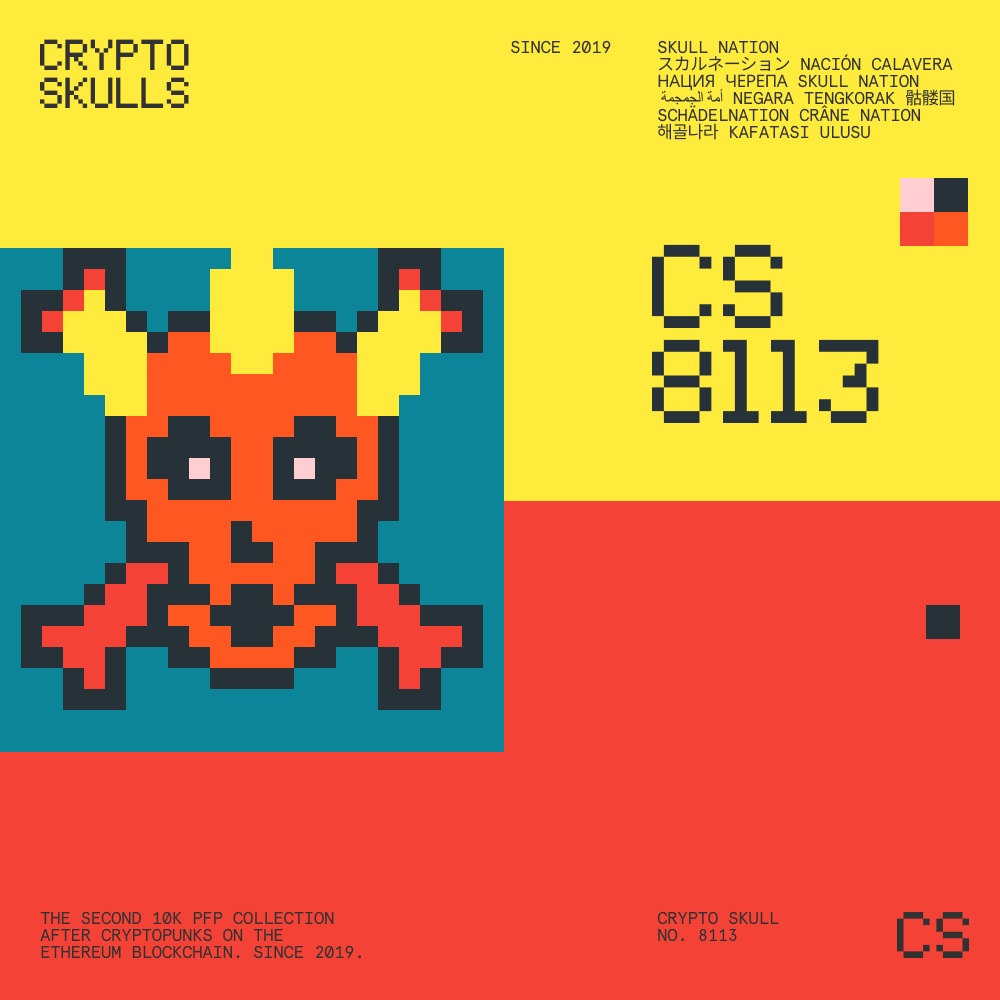 CRYPTO
SKULLS
SINCE 2019
SKULL NATION
スカルネーション NACIÓN CALAVERA
НАЦИЯ ЧЕРЕПА SKULL NATION
أمة الجمجمة NEGARA TENGKORAK 骷髅国
SCHÄDELNATION CRÂNE NATION
해골나라 KAFATASI ULUSU
CS
8113
THE SECOND 10K PFP COLLECTION
AFTER CRYPTOPUNKS ON THE
ETHEREUM BLOCKCHAIN. SINCE 2019.
CRYPTO SKULL
NO. 8113
CS